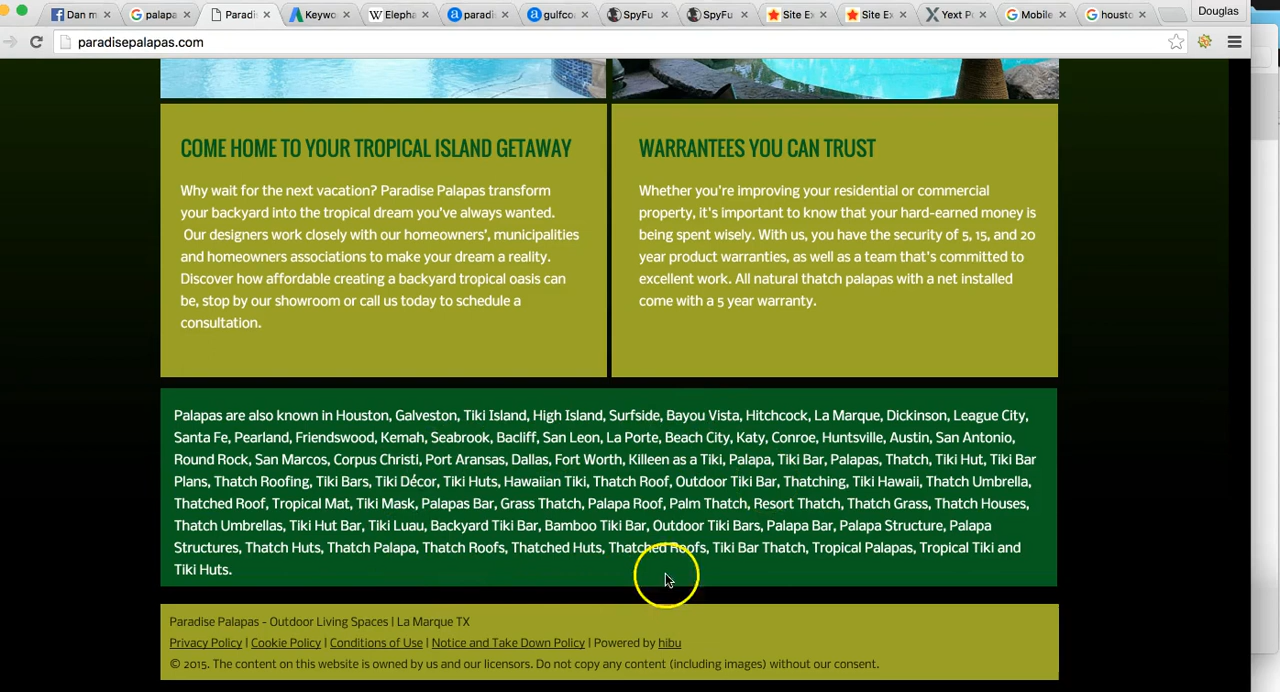 Dan m
palapa
Paradi
Keywo
Elepha
paradi
gulfco
SpyFu
SpyFu
Site Ex
Site Ex
Yext Po
Mobile
housto
Douglas
paradisepalapas.com
COME HOME TO YOUR TROPICAL ISLAND GETAWAY
Why wait for the next vacation? Paradise Palapas transform
your backyard into the tropical dream you've always wanted.
Our designers work closely with our homeowners', municipalities
and homeowners associations to make your dream a reality.
Discover how affordable creating a backyard tropical oasis can
be, stop by our showroom or call us today to schedule a
consultation.
WARRANTEES YOU CAN TRUST
Whether you're improving your residential or commercial
property, it's important to know that your hard-earned money is
being spent wisely. With us, you have the security of 5, 15, and 20
year product warranties, as well as a team that's committed to
excellent work. All natural thatch palapas with a net installed
come with a 5 year warranty.
Palapas are also known in Houston, Galveston, Tiki Island, High Island, Surfside, Bayou Vista, Hitchcock, La Marque, Dickinson, League City,
Santa Fe, Pearland, Friendswood, Kemah, Seabrook, Bacliff, San Leon, La Porte, Beach City, Katy, Conroe, Huntsville, Austin, San Antonio,
Round Rock, San Marcos, Corpus Christi, Port Aransas, Dallas, Fort Worth, Killeen as a Tiki, Palapa, Tiki Bar, Palapas, Thatch, Tiki Hut, Tiki Bar
Plans, Thatch Roofing, Tiki Bars, Tiki Décor, Tiki Huts, Hawaiian Tiki, Thatch Roof, Outdoor Tiki Bar, Thatching, Tiki Hawaii, Thatch Umbrella,
Thatched Roof, Tropical Mat, Tiki Mask, Palapas Bar, Grass Thatch, Palapa Roof, Palm Thatch, Resort Thatch, Thatch Grass, Thatch Houses,
Thatch Umbrellas, Tiki Hut Bar, Tiki Luau, Backyard Tiki Bar, Bamboo Tiki Bar, Outdoor Tiki Bars, Palapa Bar, Palapa Structure, Palapa
Structures, Thatch Huts, Thatch Palapa, Thatch Roofs, Thatched Huts, Thatched Roofs, Tiki Bar Thatch, Tropical Palapas, Tropical Tiki and
Tiki Huts.
Paradise Palapas - Outdoor Living Spaces | La Marque TX
Privacy Policy | Cookie Policy | Conditions of Use | Notice and Take Down Policy | Powered by hibu
© 2015. The content on this website is owned by us and our licensors. Do not copy any content (including images) without our consent.